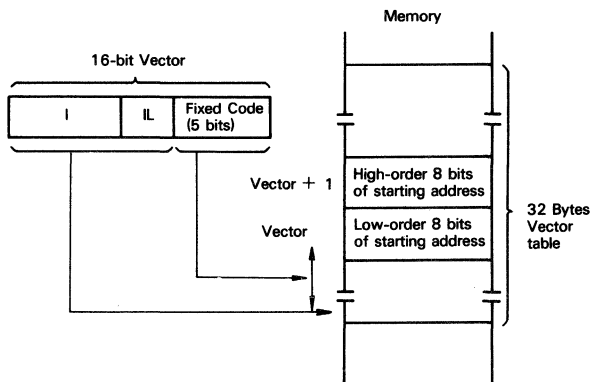 Memory
16-bit Vector
I
IL
Fixed Code
(5 bits)
Vector + 1
High-order 8 bits
of starting address
Vector
Low-order 8 bits
of starting address
32 Bytes
Vector
table